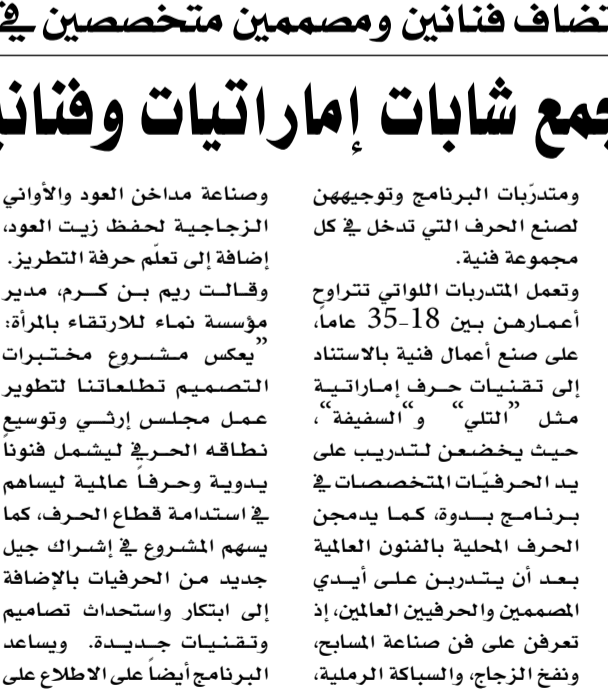 ضاف فنانين ومصممين متخصصين في
جمع شابات إماراتيات وفناني
ومتدرّبات البرنامج وتوجيههن
لصنع الحرف التي تدخل في كل
مجموعة فنية.
وتعمل المتدربات اللواتي تتراوح
أعمارهن بين 18-35 عاماً،
على صنع أعمال فنية بالاستناد
إلى تقنيات حرف إماراتية
مثل ”التلي“ و“السفيفة“،
حيث يخضعن لتدريب على
يد الحرفيّات المتخصصات في
برنامج بدوة، كما يدمجن
الحرف المحلية بالفنون العالمية
بعد أن يتدربن على أيدي
المصممين والحرفيين العالمين، إذ
تعرفن على فن صناعة المسابح،
ونفخ الزجاج، والسباكة الرملية،
وصناعة مداخن العود والأواني
الزجاجية لحفظ زيت العود،
إضافة إلى تعلّم حرفة التطريز.
وقالت ريم بن كرم، مدير
مؤسسة نماء للارتقاء بالمرأة:
”يعكس مشروع مختبرات
التصميم تطلعاتنا لتطوير
عمل مجلس إرثي وتوسيع
نطاقه الحرفي ليشمل فنوناً
يدوية وحرفاً عالمية ليساهم
في استدامة قطاع الحرف، كما
يسهم المشروع في إشراك جيل
جديد من الحرفيات بالإضافة
إلى ابتكار واستحداث تصاميم
وتقنيات جديدة. ويساعد
البرنامج أيضاً على الاطلاع على